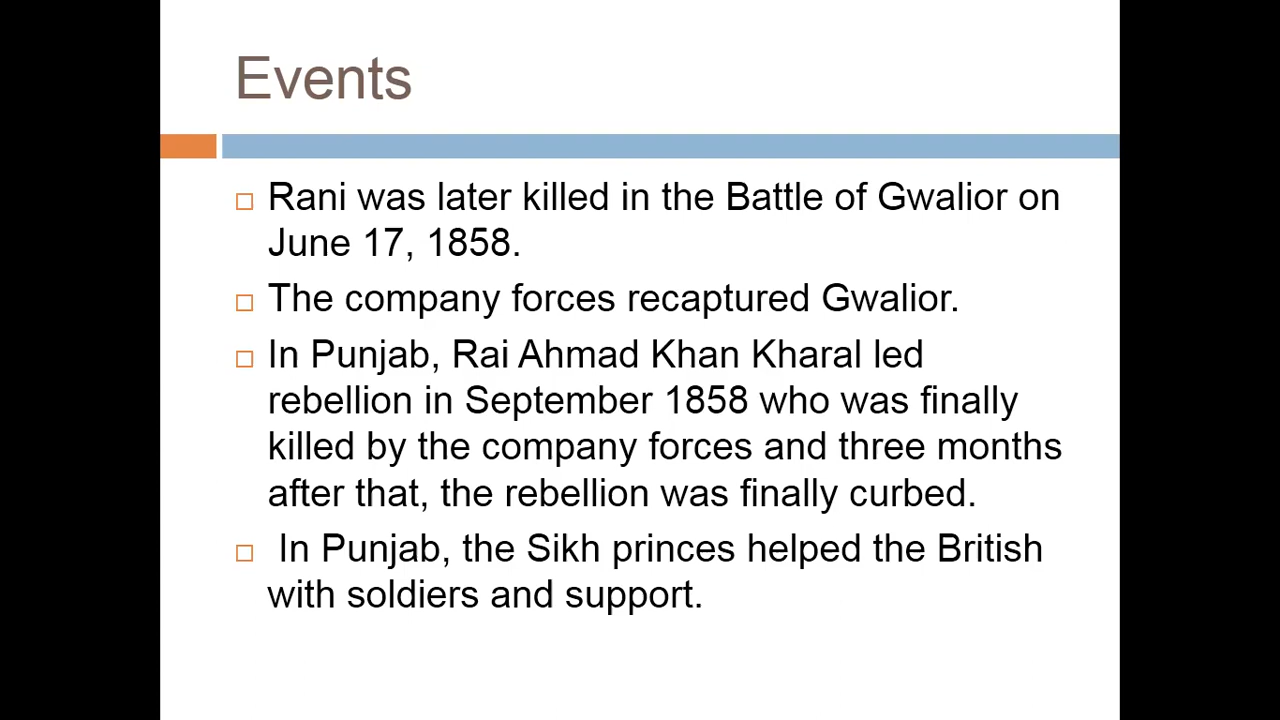 Events
Rani was later killed in the Battle of Gwalior on
June 17, 1858.
The company forces recaptured Gwalior.
In Punjab, Rai Ahmad Khan Kharal led
rebellion in September 1858 who was finally
killed by the company forces and three months
after that, the rebellion was finally curbed.
In Punjab, the Sikh princes helped the British
with soldiers and support.